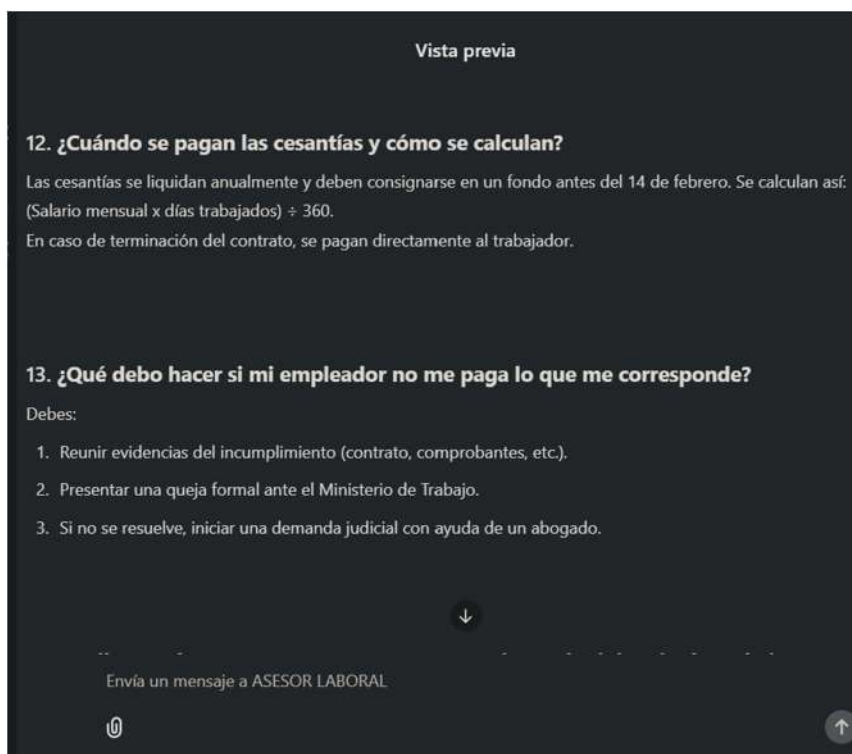 Vista previa
12. ¿Cuándo se pagan las cesantías y cómo se calculan?
Las cesantías se liquidan anualmente y deben consignarse en un fondo antes del 14 de febrero. Se calculan así:
(Salario mensual x días trabajados) ÷ 360.
En caso de terminación del contrato, se pagan directamente al trabajador.
13. ¿Qué debo hacer si mi empleador no me paga lo que me corresponde?
Debes:
1. Reunir evidencias del incumplimiento (contrato, comprobantes, etc.).
2. Presentar una queja formal ante el Ministerio de Trabajo.
3. Si no se resuelve, iniciar una demanda judicial con ayuda de un abogado.
Envía un mensaje a ASESOR LABORAL